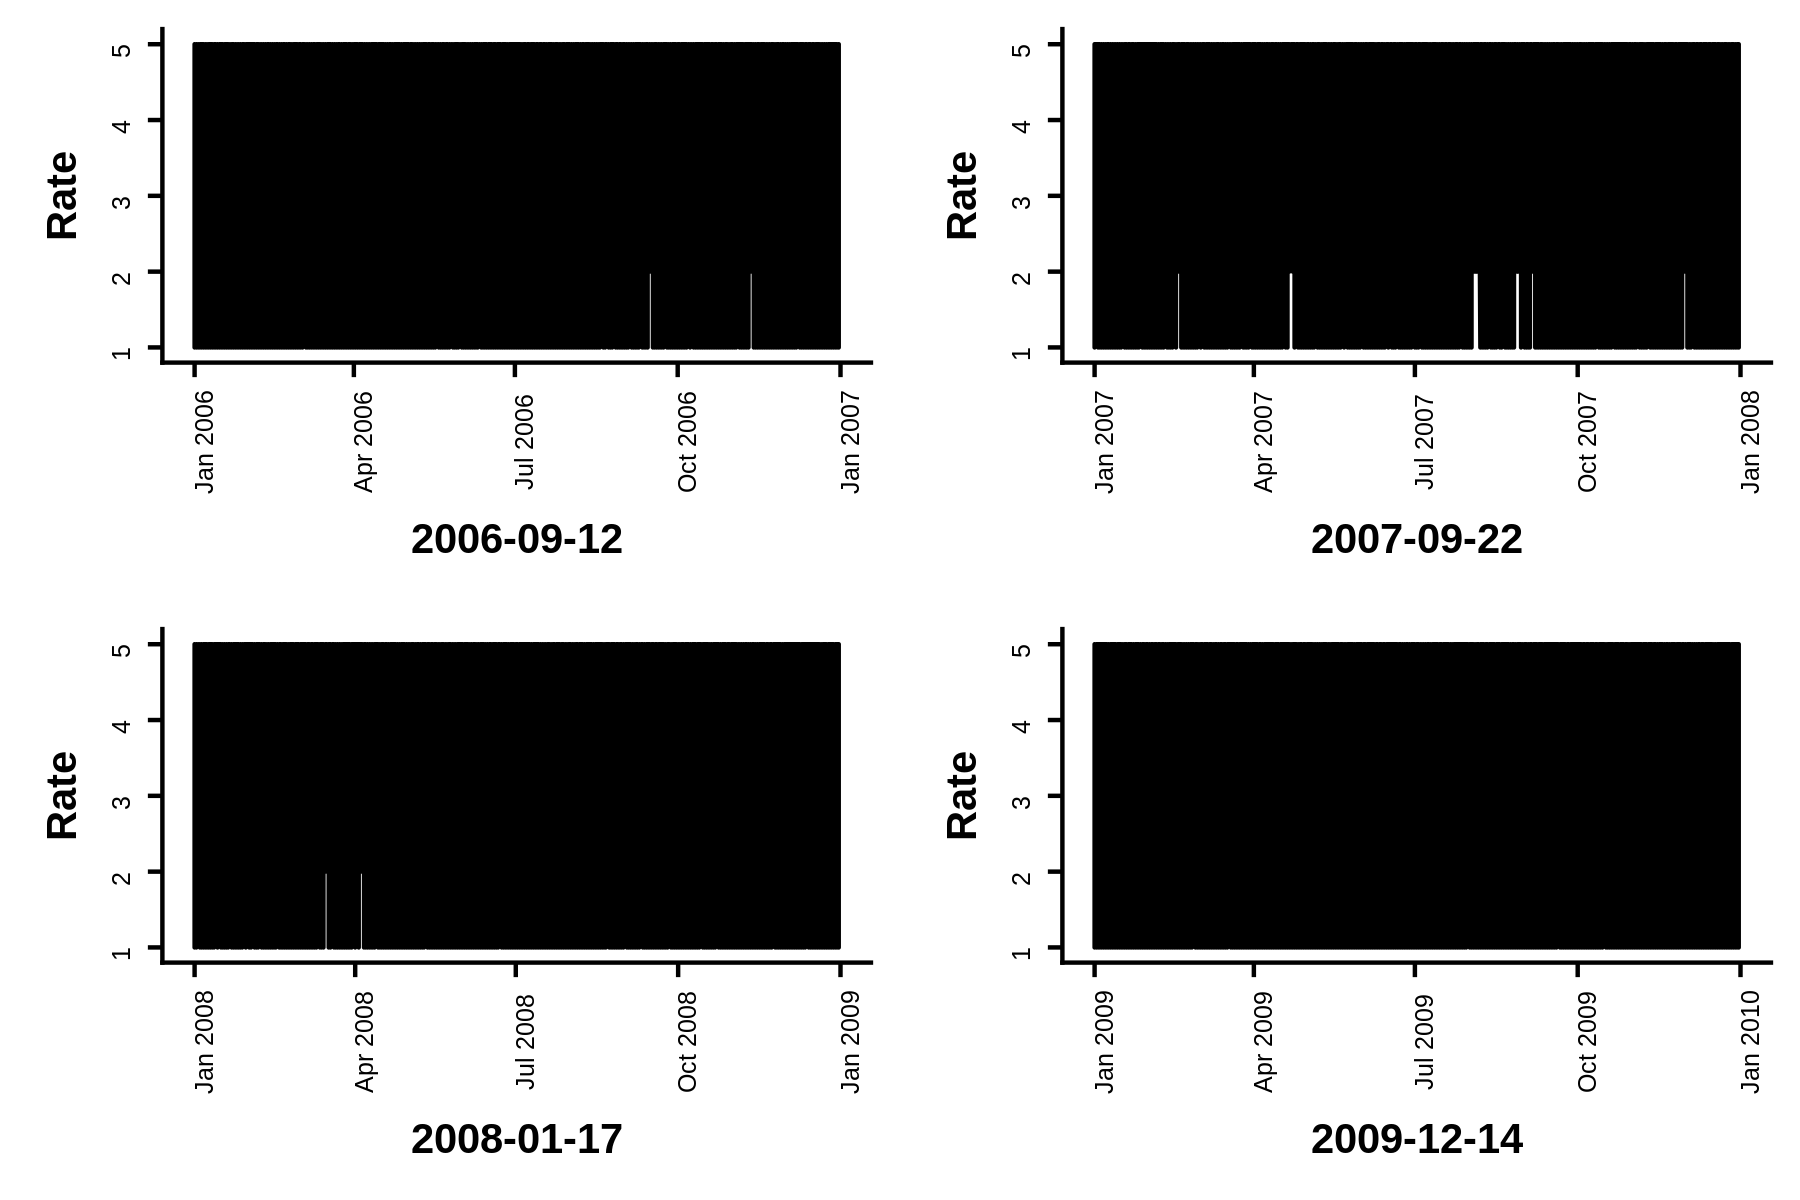 Rate
5
4
3
2
1
Jan 2006
Apr 2006
Jul 2006
Oct 2006
Jan 2007
2006-09-12
Rate
5
4
3
2
1
Jan 2007
Apr 2007
Jul 2007
Oct 2007
Jan 2008
2007-09-22
Rate
5
4
3
2
1
Jan 2008
Apr 2008
Jul 2008
Oct 2008
Jan 2009
2008-01-17
Rate
5
4
3
2
1
Jan 2009
Apr 2009
Jul 2009
Oct 2009
Jan 2010
2009-12-14